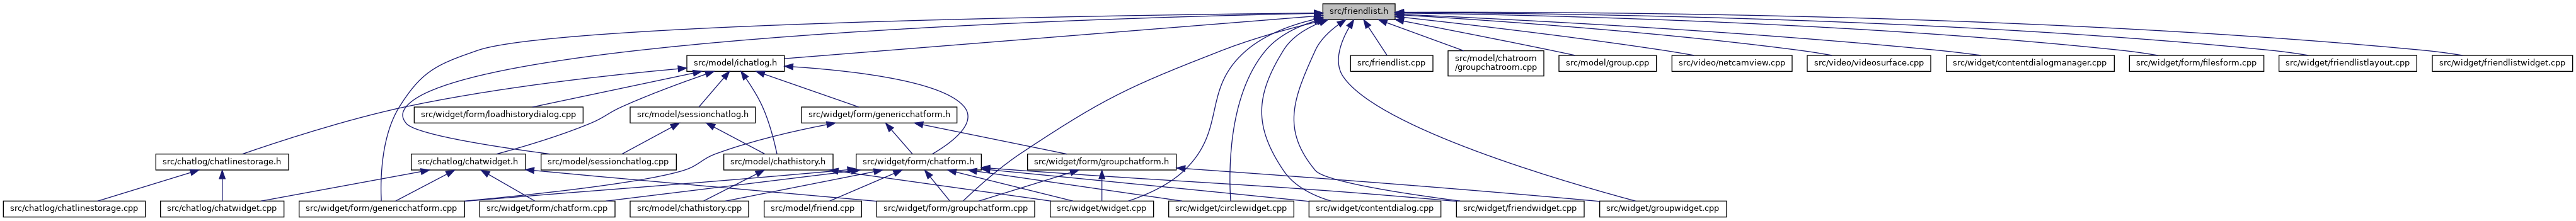 src/friendlist.h
src/model/ichatlog.h
src/friendlist.cpp
src/model/chatroom
/groupchatroom.cpp
src/model/group.cpp
src/video/netcamview.cpp
src/video/videosurface.cpp
src/widget/contentdialogmanager.cpp
src/widget/form/filesform.cpp
src/widget/friendlistlayout.cpp
src/widget/friendlistwidget.cpp
src/widget/form/loadhistorydialog.cpp
src/model/sessionchatlog.h
src/widget/form/genericchatform.h
src/chatlog/chatlinestorage.h
src/chatlog/chatwidget.h
src/model/sessionchatlog.cpp
src/model/chathistory.h
src/widget/form/chatform.h
src/widget/form/groupchatform.h
src/chatlog/chatlinestorage.cpp
src/chatlog/chatwidget.cpp
src/widget/form/genericchatform.cpp
src/widget/form/chatform.cpp
src/model/chathistory.cpp
src/model/friend.cpp
src/widget/form/groupchatform.cpp
src/widget/widget.cpp
src/widget/circlewidget.cpp
src/widget/contentdialog.cpp
src/widget/friendwidget.cpp
src/widget/groupwidget.cpp